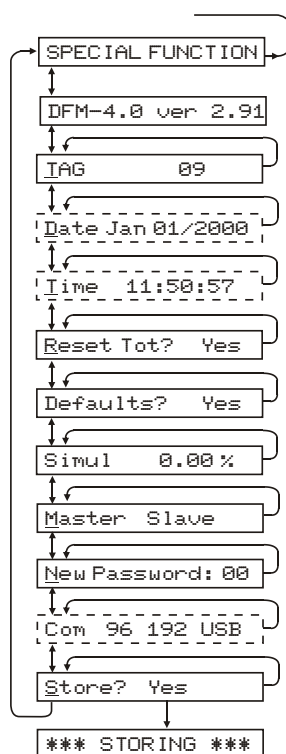 SPECIAL FUNCTION
DFM-4.0 ver 2.91
TAG 09
Date Jan 01/2000
Time 11:50:57
Reset Tot? Yes
Defaults? Yes
Simul 0.00 %
Master Slave
New Password: 00
Com 96 192 USB
Store? Yes
*** STORING ***